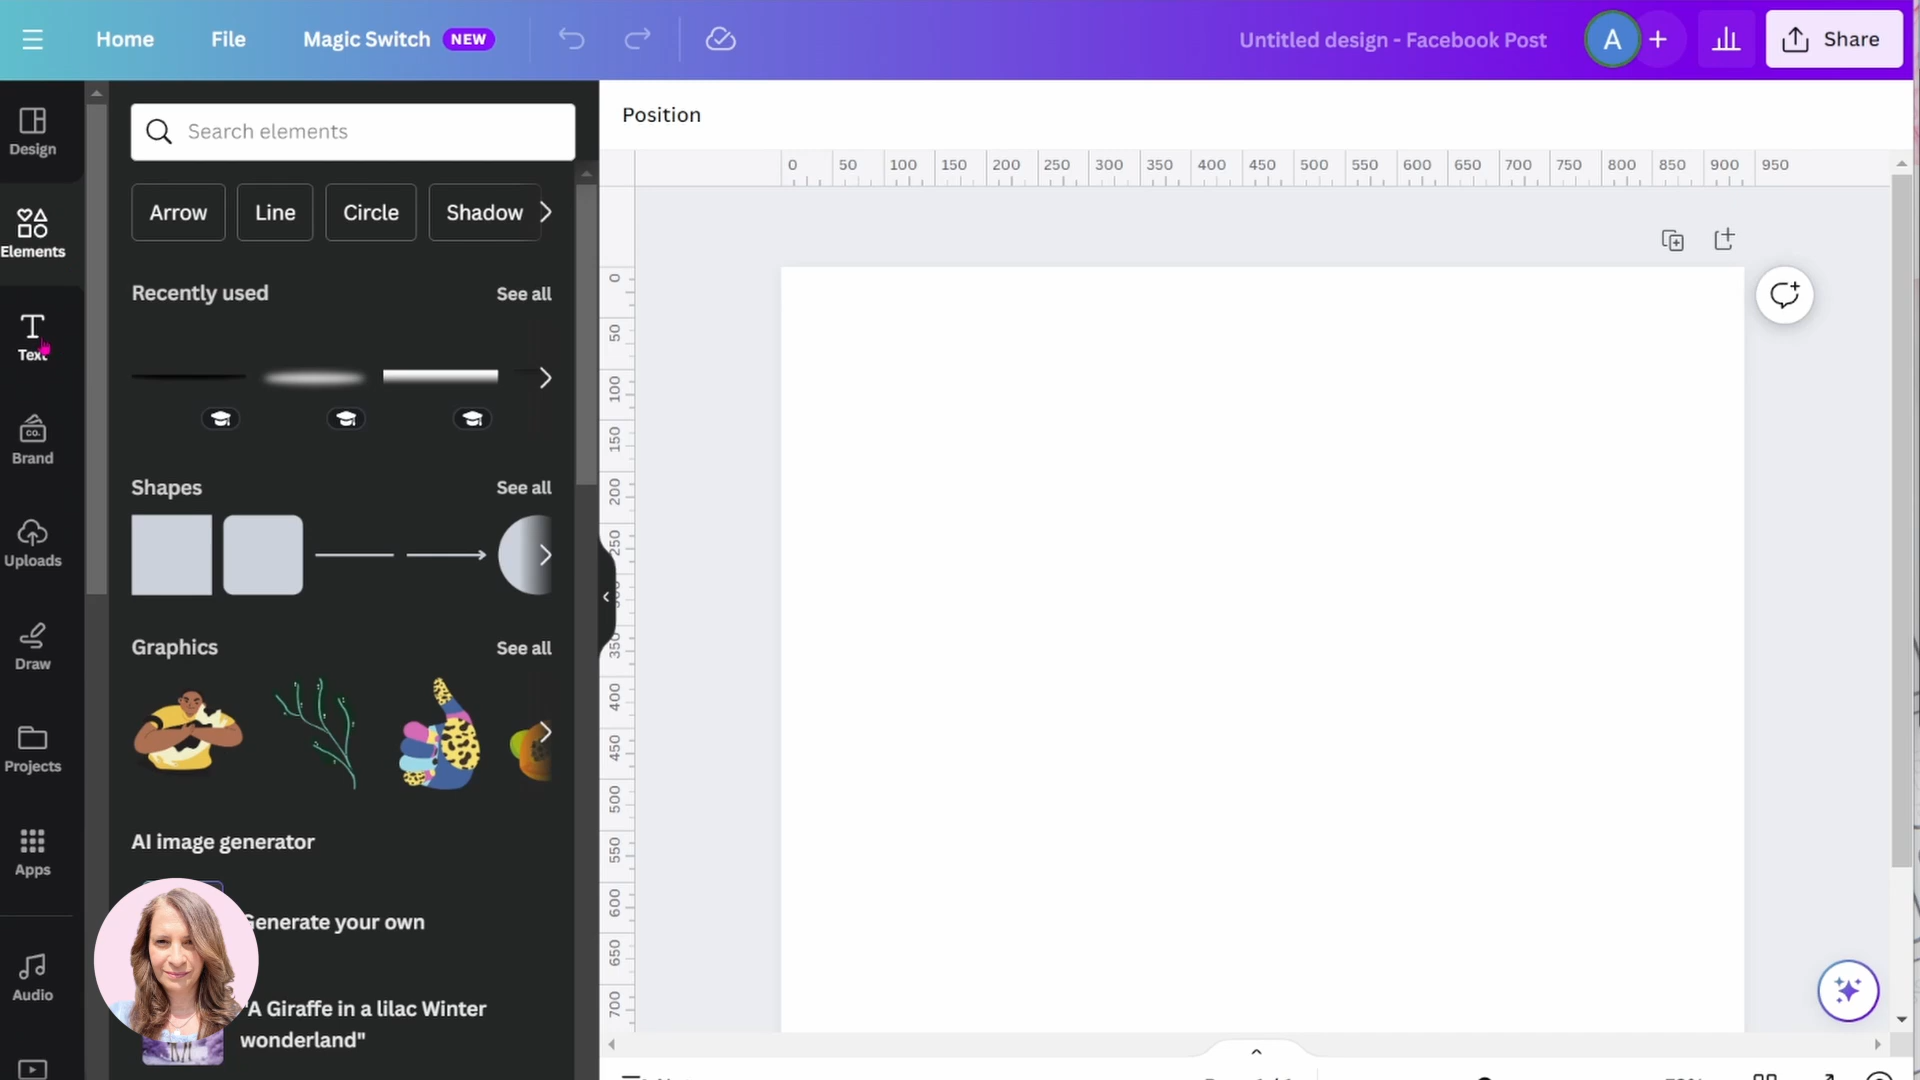 Home
File
Magic Switch NEW
Untitled design - Facebook Post
A
Share
Design
Elements
Text
Brand
CO.
Uploads
Draw
Projects
Apps
Audio
Search elements
Arrow
Line
Circle
Shadow
Recently used
See all
Shapes
See all
Graphics
See all
AI image generator
Generate your own
"A Giraffe in a lilac Winter
wonderland"
Position
0 50 100 150 200 250 300 350 400 450 500 550 600 650 700 750 800 850 900 950
0
50
100
150
200
250
350
400
450
500
550
600
650
700